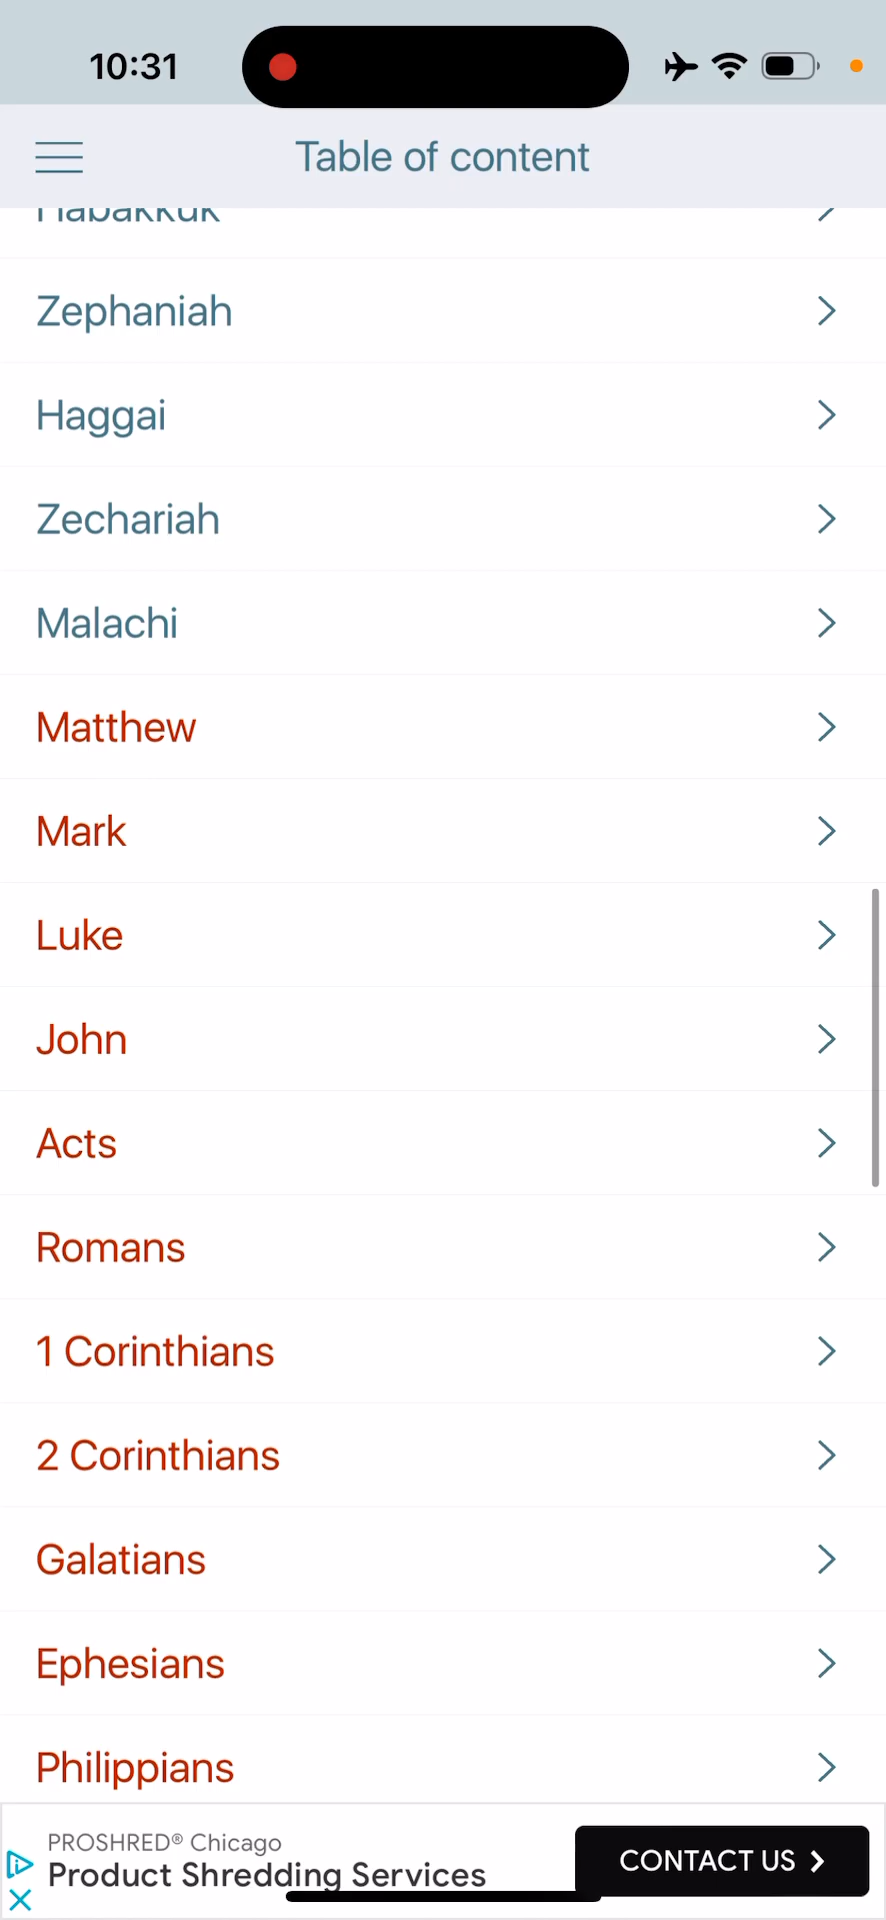 10:31
Table of content
Habakkuk
Zephaniah
Haggai
Zechariah
Malachi
Matthew
Mark
Luke
John
Acts
Romans
1 Corinthians
2 Corinthians
Galatians
Ephesians
Philippians
PROSHRED® Chicago
Product Shredding Services
CONTACT US